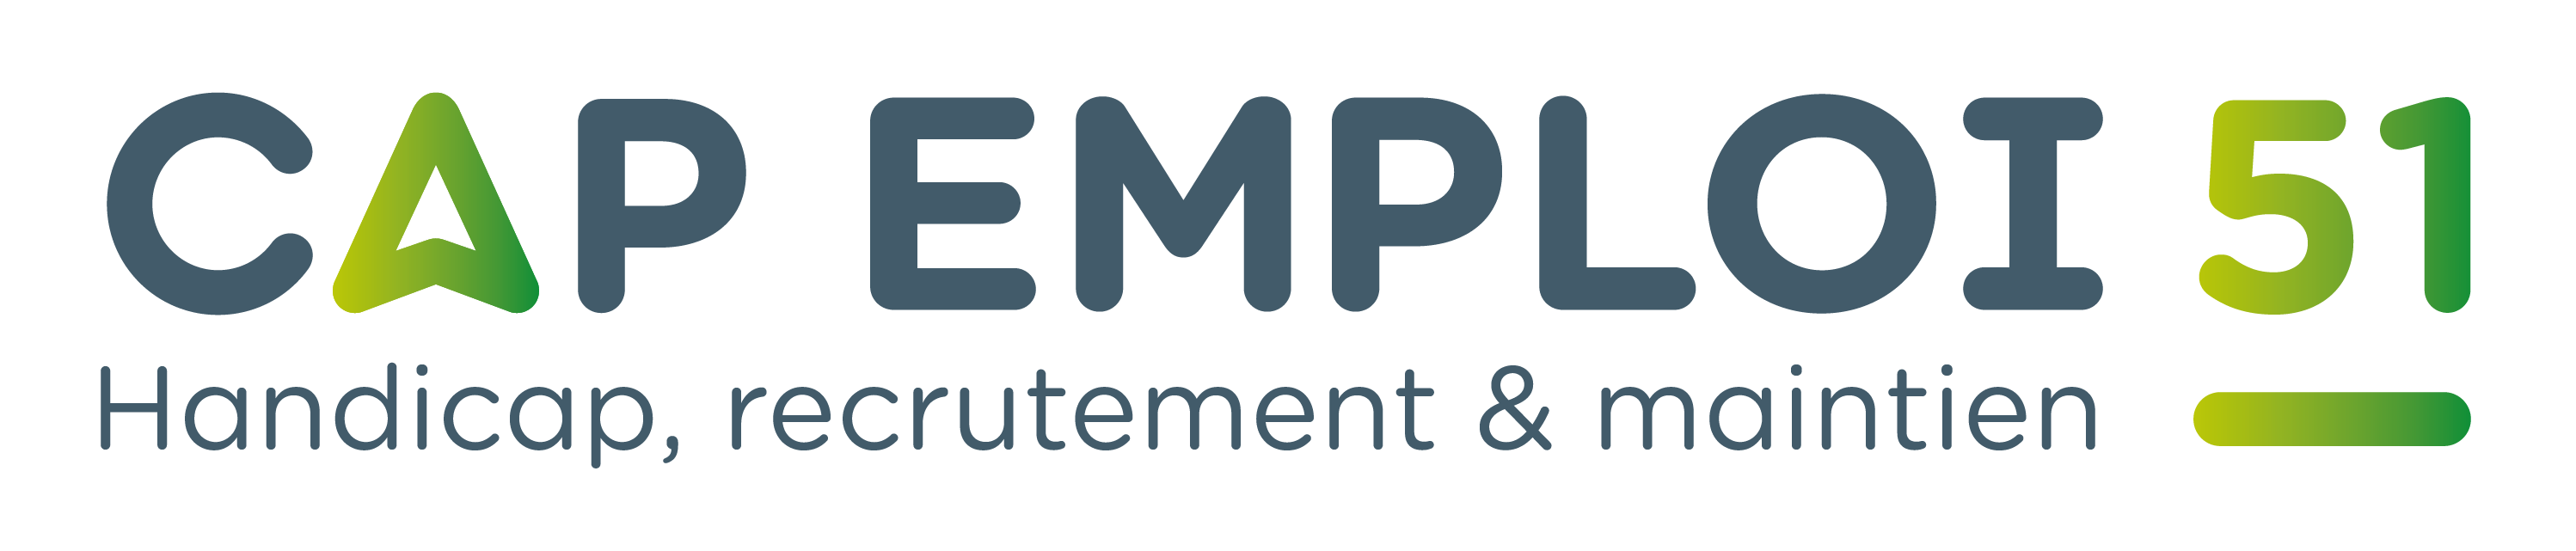 CAP EMPLOI 51
Handicap, recrutement & maintien